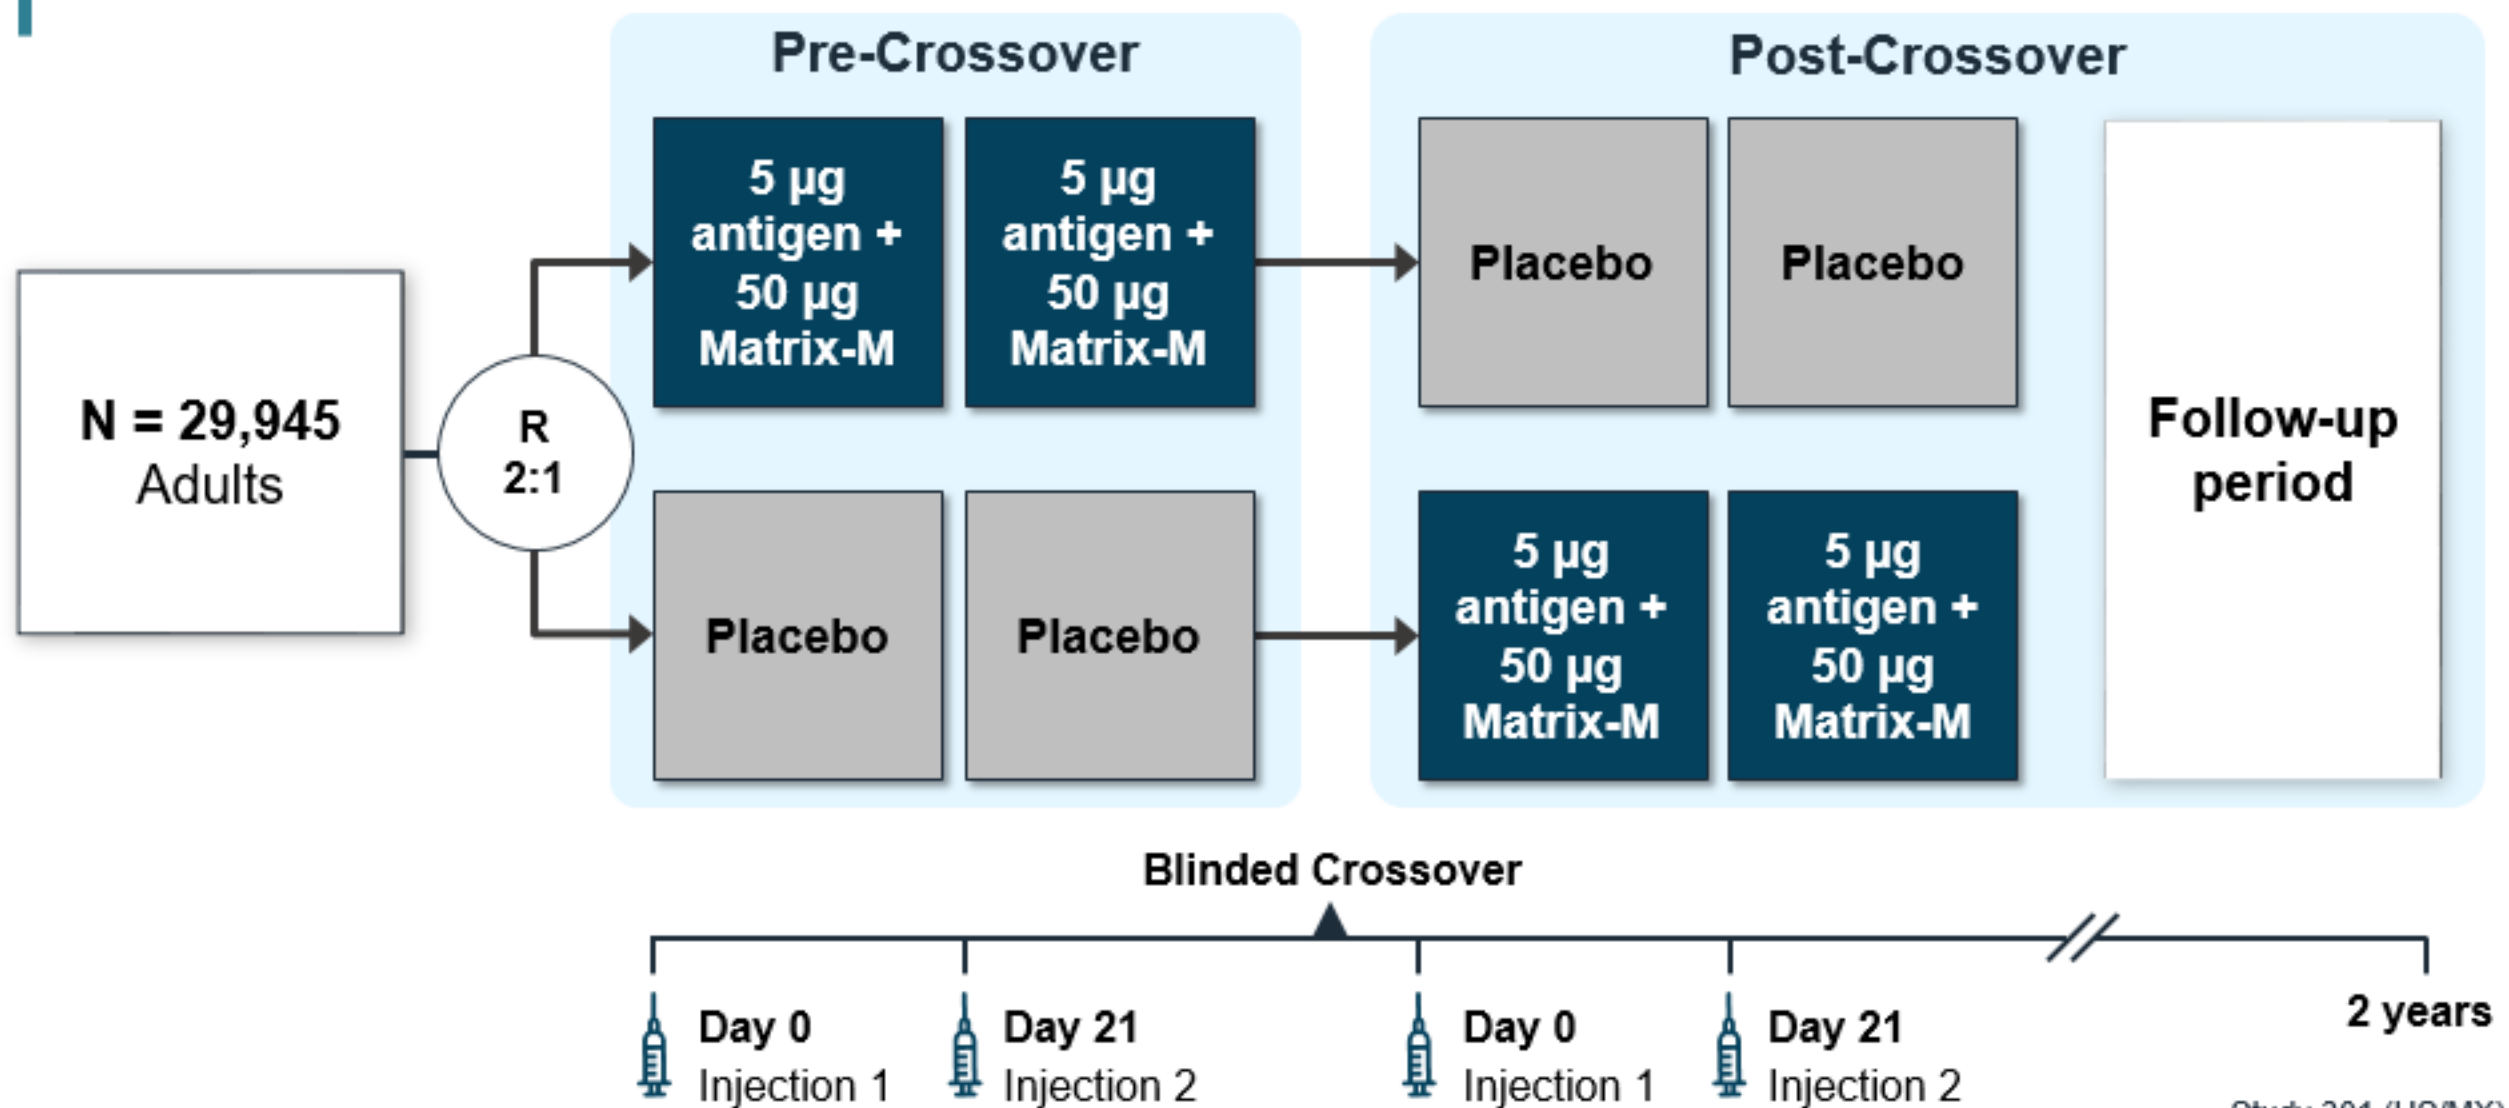 Pre-Crossover
Post-Crossover
5 µg
antigen +
50 µg
Matrix-M
5 µg
antigen +
50 µg
Matrix-M
Placebo
Placebo
N = 29,945
Adults
R
2:1
Follow-up
period
Placebo
Placebo
5 µg
antigen +
50 µg
Matrix-M
5 µg
antigen +
50 µg
Matrix-M
Blinded Crossover
Day 0
Injection 1
Day 21
Injection 2
Day 0
Injection 1
Day 21
Injection 2
2 years